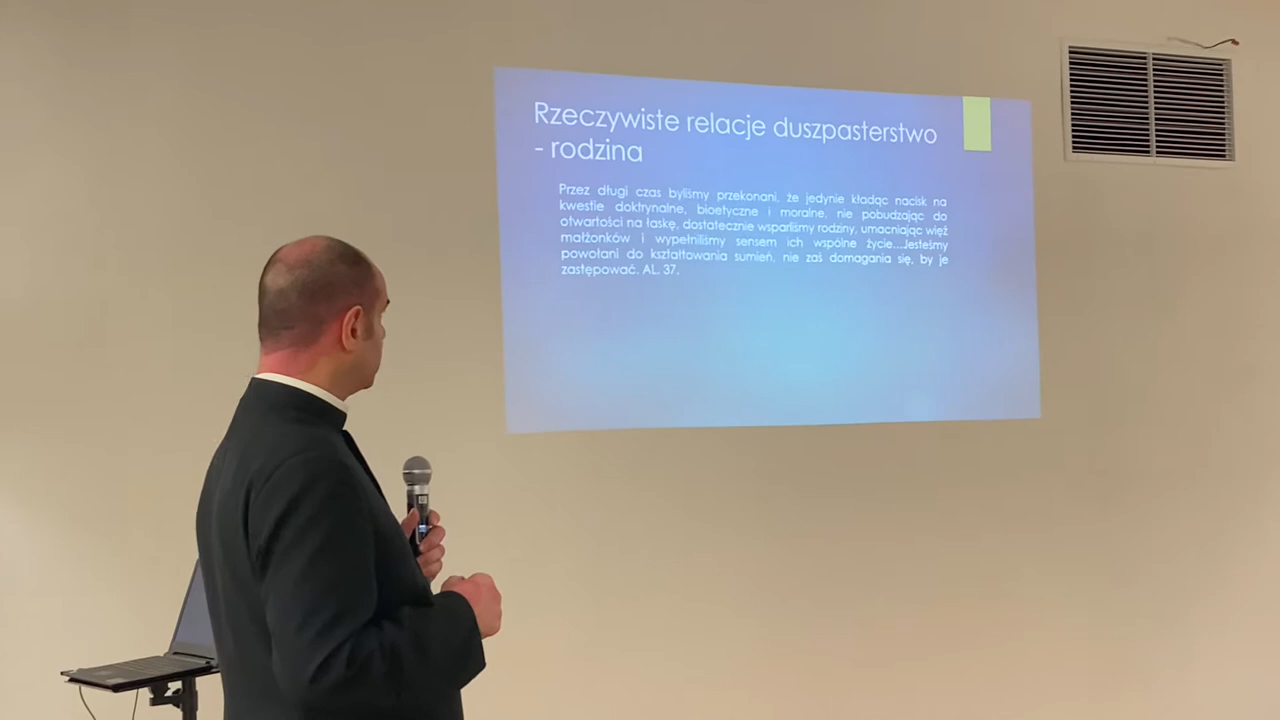 Rzeczywiste relacje duszpasterstwo
- rodzina
Przez długi czas byliśmy przekonani, że jedynie kładąc nacisk na
kwestie doktrynalne, bioetyczne i moralne, nie pobudzając do
otwartości na łaskę, dostatecznie wsparliśmy rodziny, umacniając więź
małżonków i wypełniliśmy sensem ich wspólne życie...Jesteśmy
powołani do kształtowania sumień, nie zaś domagania się, by je
zastępować. AL. 37.